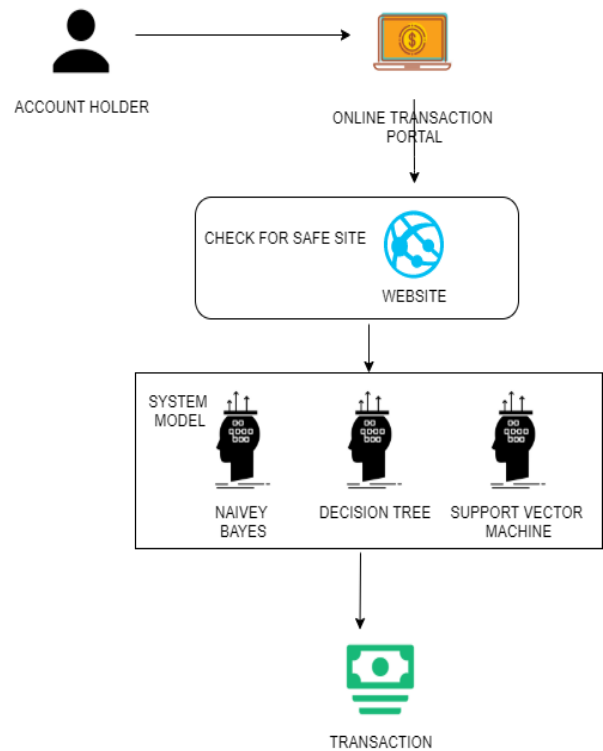 ACCOUNT HOLDER
ONLINE TRANSACTION
PORTAL
CHECK FOR SAFE SITE
WEBSITE
SYSTEM
MODEL
NAIVEY
BAYES
DECISION TREE
SUPPORT VECTOR
MACHINE
TRANSACTION